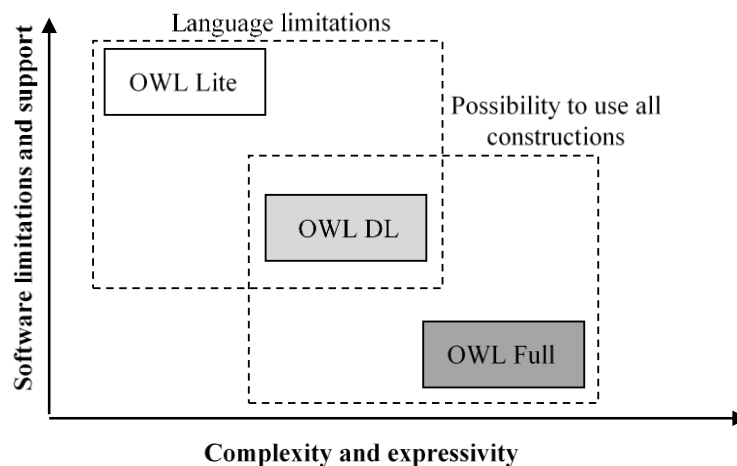 Language limitations
OWL Lite
Possibility to use all
constructions
OWL DL
OWL Full
Software limitations and support
Complexity and expressivity